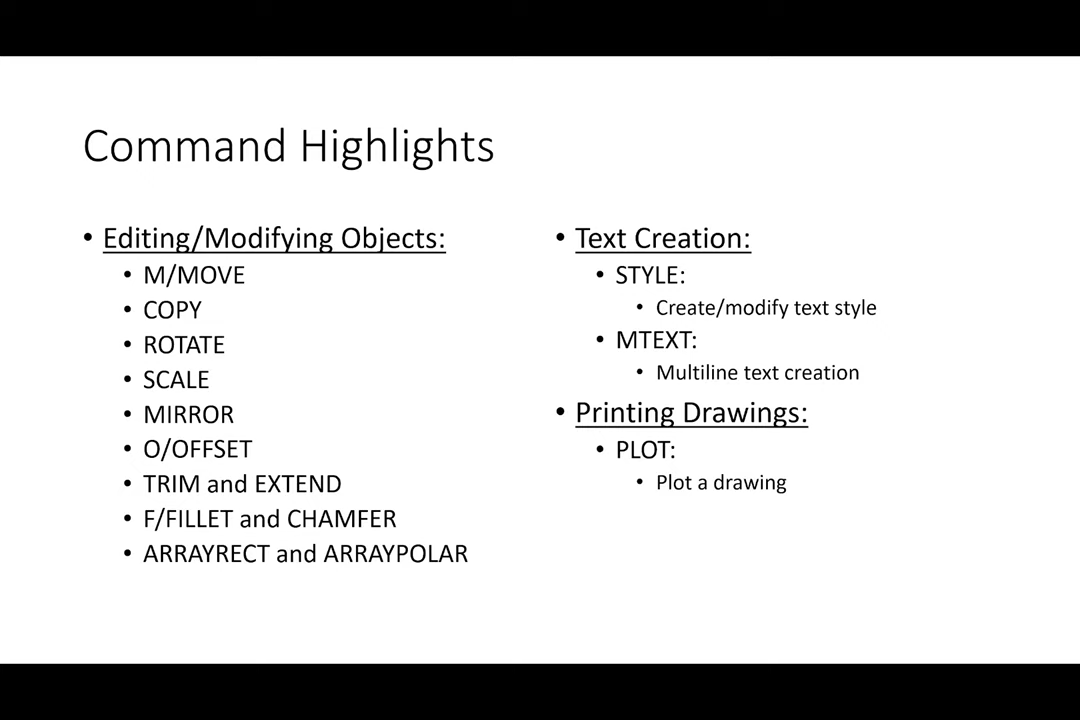 Command Highlights
• Editing/Modifying Objects:
• M/MOVE
• COPY
• ROTATE
• SCALE
• MIRROR
• O/OFFSET
• TRIM and EXTEND
• F/FILLET and CHAMFER
• ARRAYRECT and ARRAYPOLAR
• Text Creation:
• STYLE:
• Create/modify text style
• MTEXT:
• Multiline text creation
• Printing Drawings:
• PLOT:
• Plot a drawing